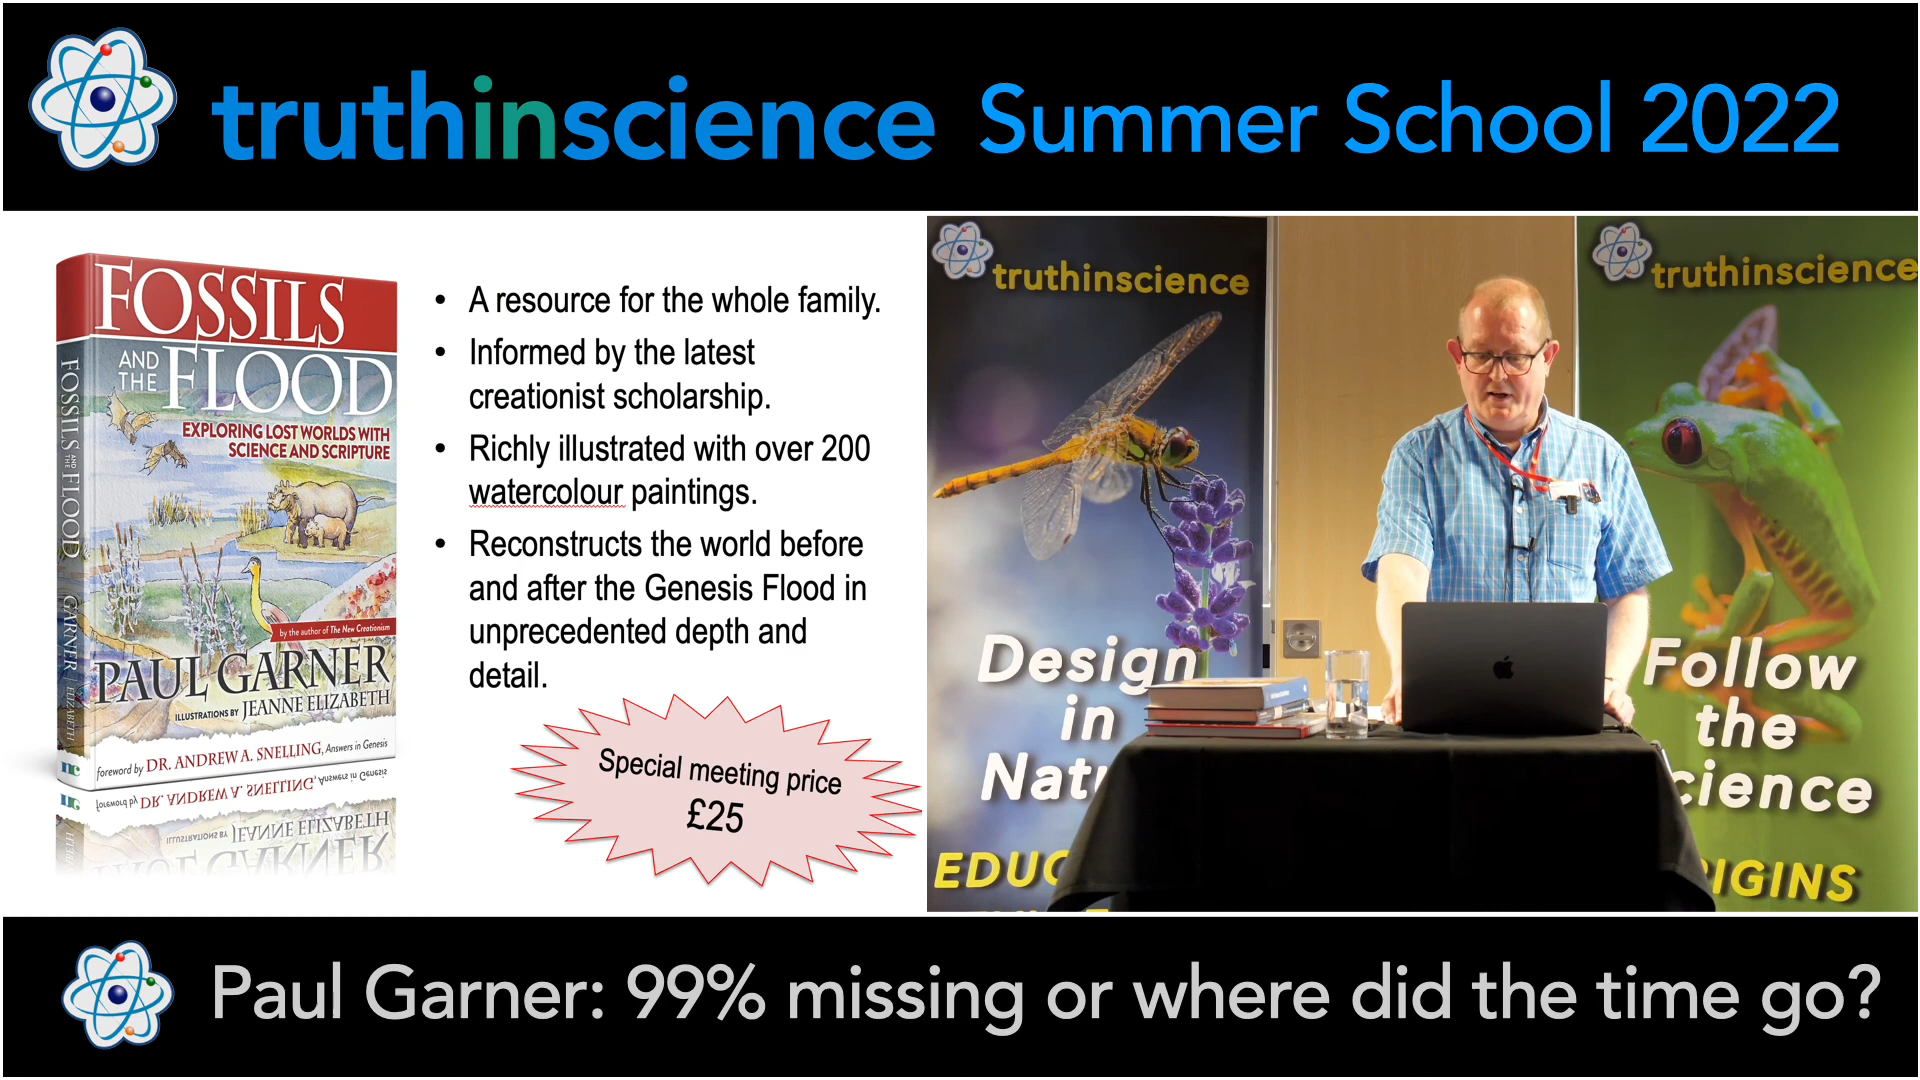 truthinscience Summer School 2022
FOSSILS
AND
THE
FLOOD
EXPLORING LOST WORLDS WITH
SCIENCE AND SCRIPTURE
by the author of The New Creationism
PAUL GARNER
ILLUSTRATIONS BY JEANNE ELIZABETH
foreword by DR. ANDREW A. SNELLING, Answers in Genesis
FOSSILS AND THE FLOOD GARNER ELIZABETH
• A resource for the whole family.
• Informed by the latest
creationist scholarship.
• Richly illustrated with over 200
watercolour paintings.
• Reconstructs the world before
and after the Genesis Flood in
unprecedented depth and
detail.
Special meeting price
£25
truthinscience
Design
in
Natu
EDUC
truthinscience
Follow
the
cience
IGINS
Paul Garner: 99% missing or where did the time go?